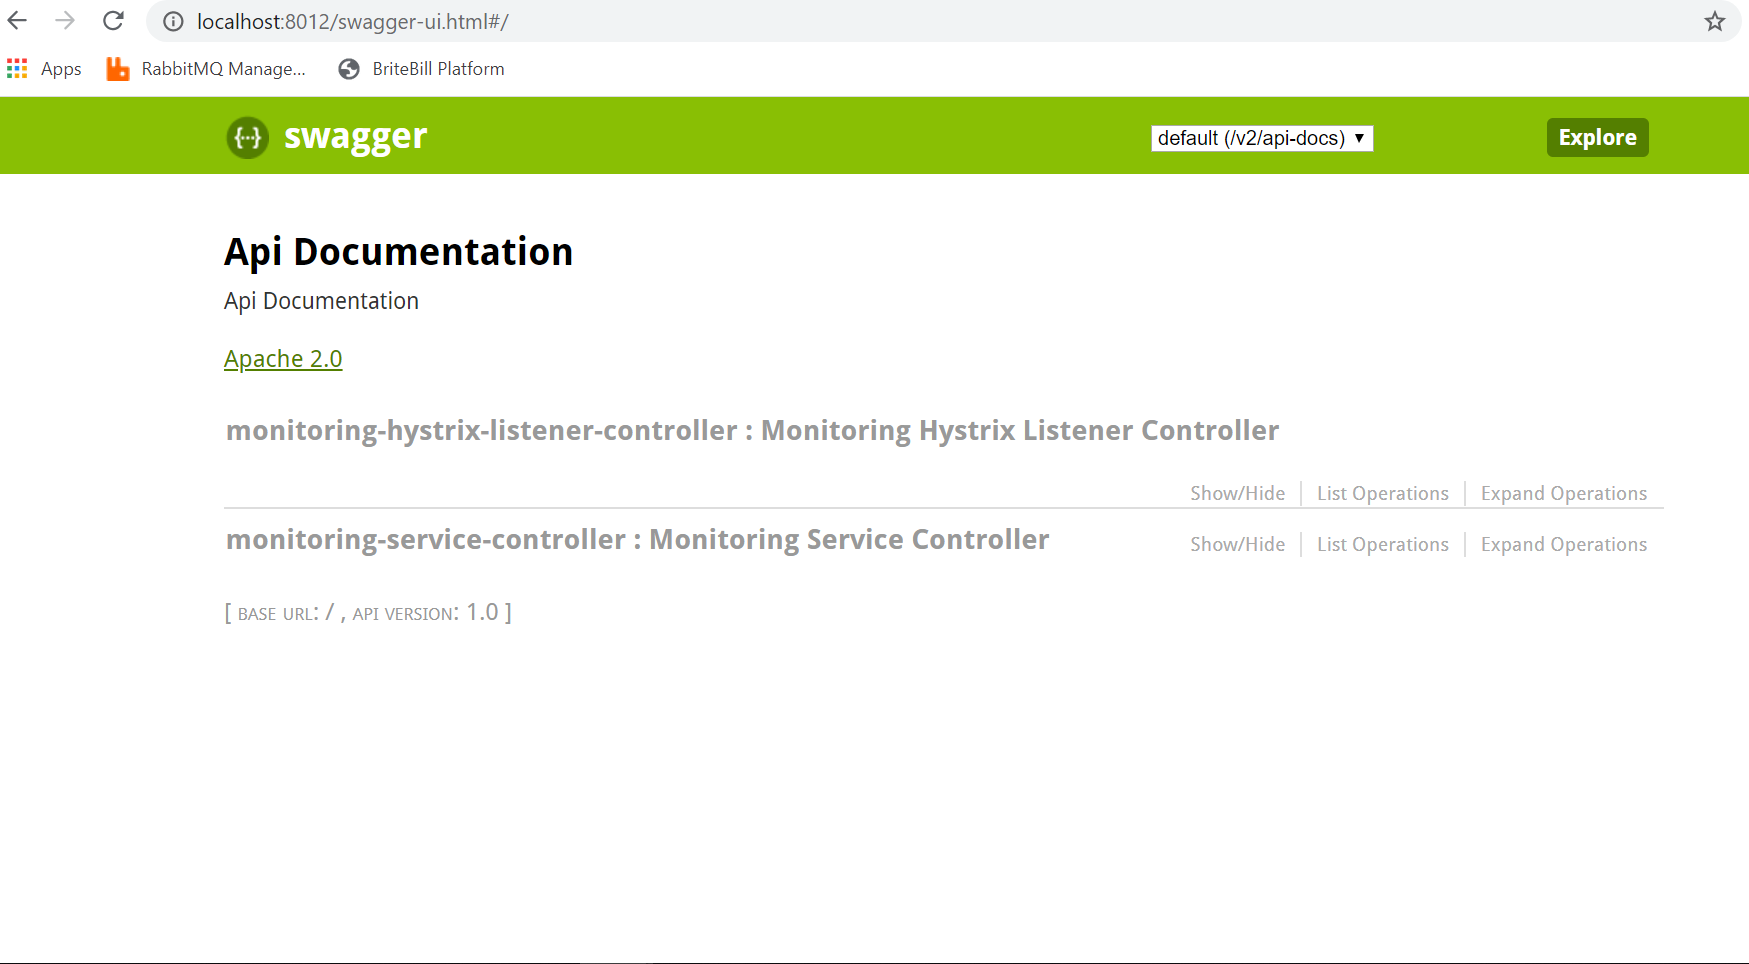 localhost:8012/swagger-ui.html#/
Apps RabbitMQ Manage... BriteBill Platform
{···} swagger default (/v2/api-docs) ▼ Explore
Api Documentation
Api Documentation
Apache 2.0
monitoring-hystrix-listener-controller : Monitoring Hystrix Listener Controller
Show/Hide List Operations Expand Operations
monitoring-service-controller : Monitoring Service Controller Show/Hide List Operations Expand Operations
[ BASE URL: / , API VERSION: 1.0 ]